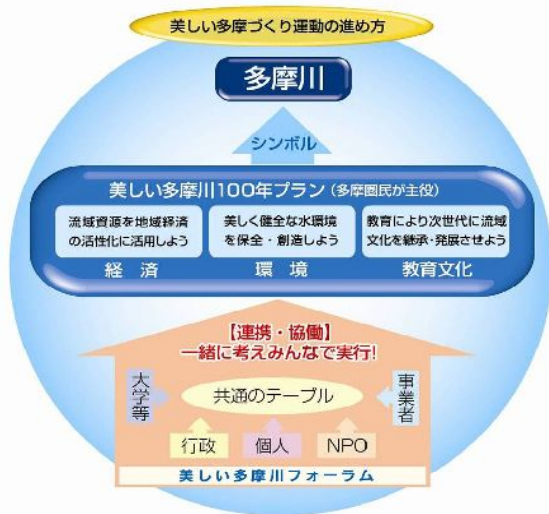 美しい多摩づくり運動の進め方
多摩川
シンボル
美しい多摩川100年プラン(多摩圏民が主役)
流域資源を地域経済
の活性化に活用しよう
経済
美しく健全な水環境
を保全・創造しよう
環境
教育により次世代に流域
文化を継承・発展させよう
教育文化
【連携・協働】
一緒に考えみんなで実行!
大学等
共通のテーブル
事業者
行政
個人
NPO
美しい多摩川フォーラム